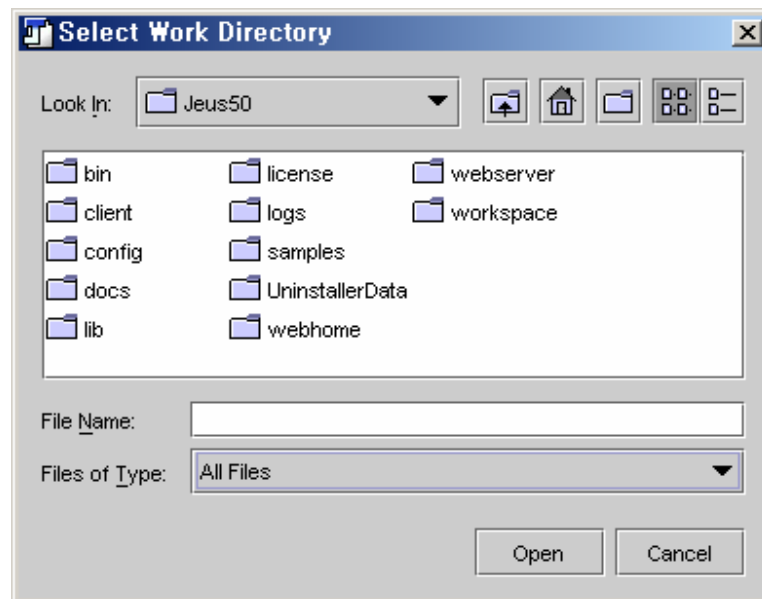 Select Work Directory
Look In: Jeus50
bin license webserver
client logs workspace
config samples
docs UninstallerData
lib webhome
File Name:
Files of Type: All Files
Open Cancel